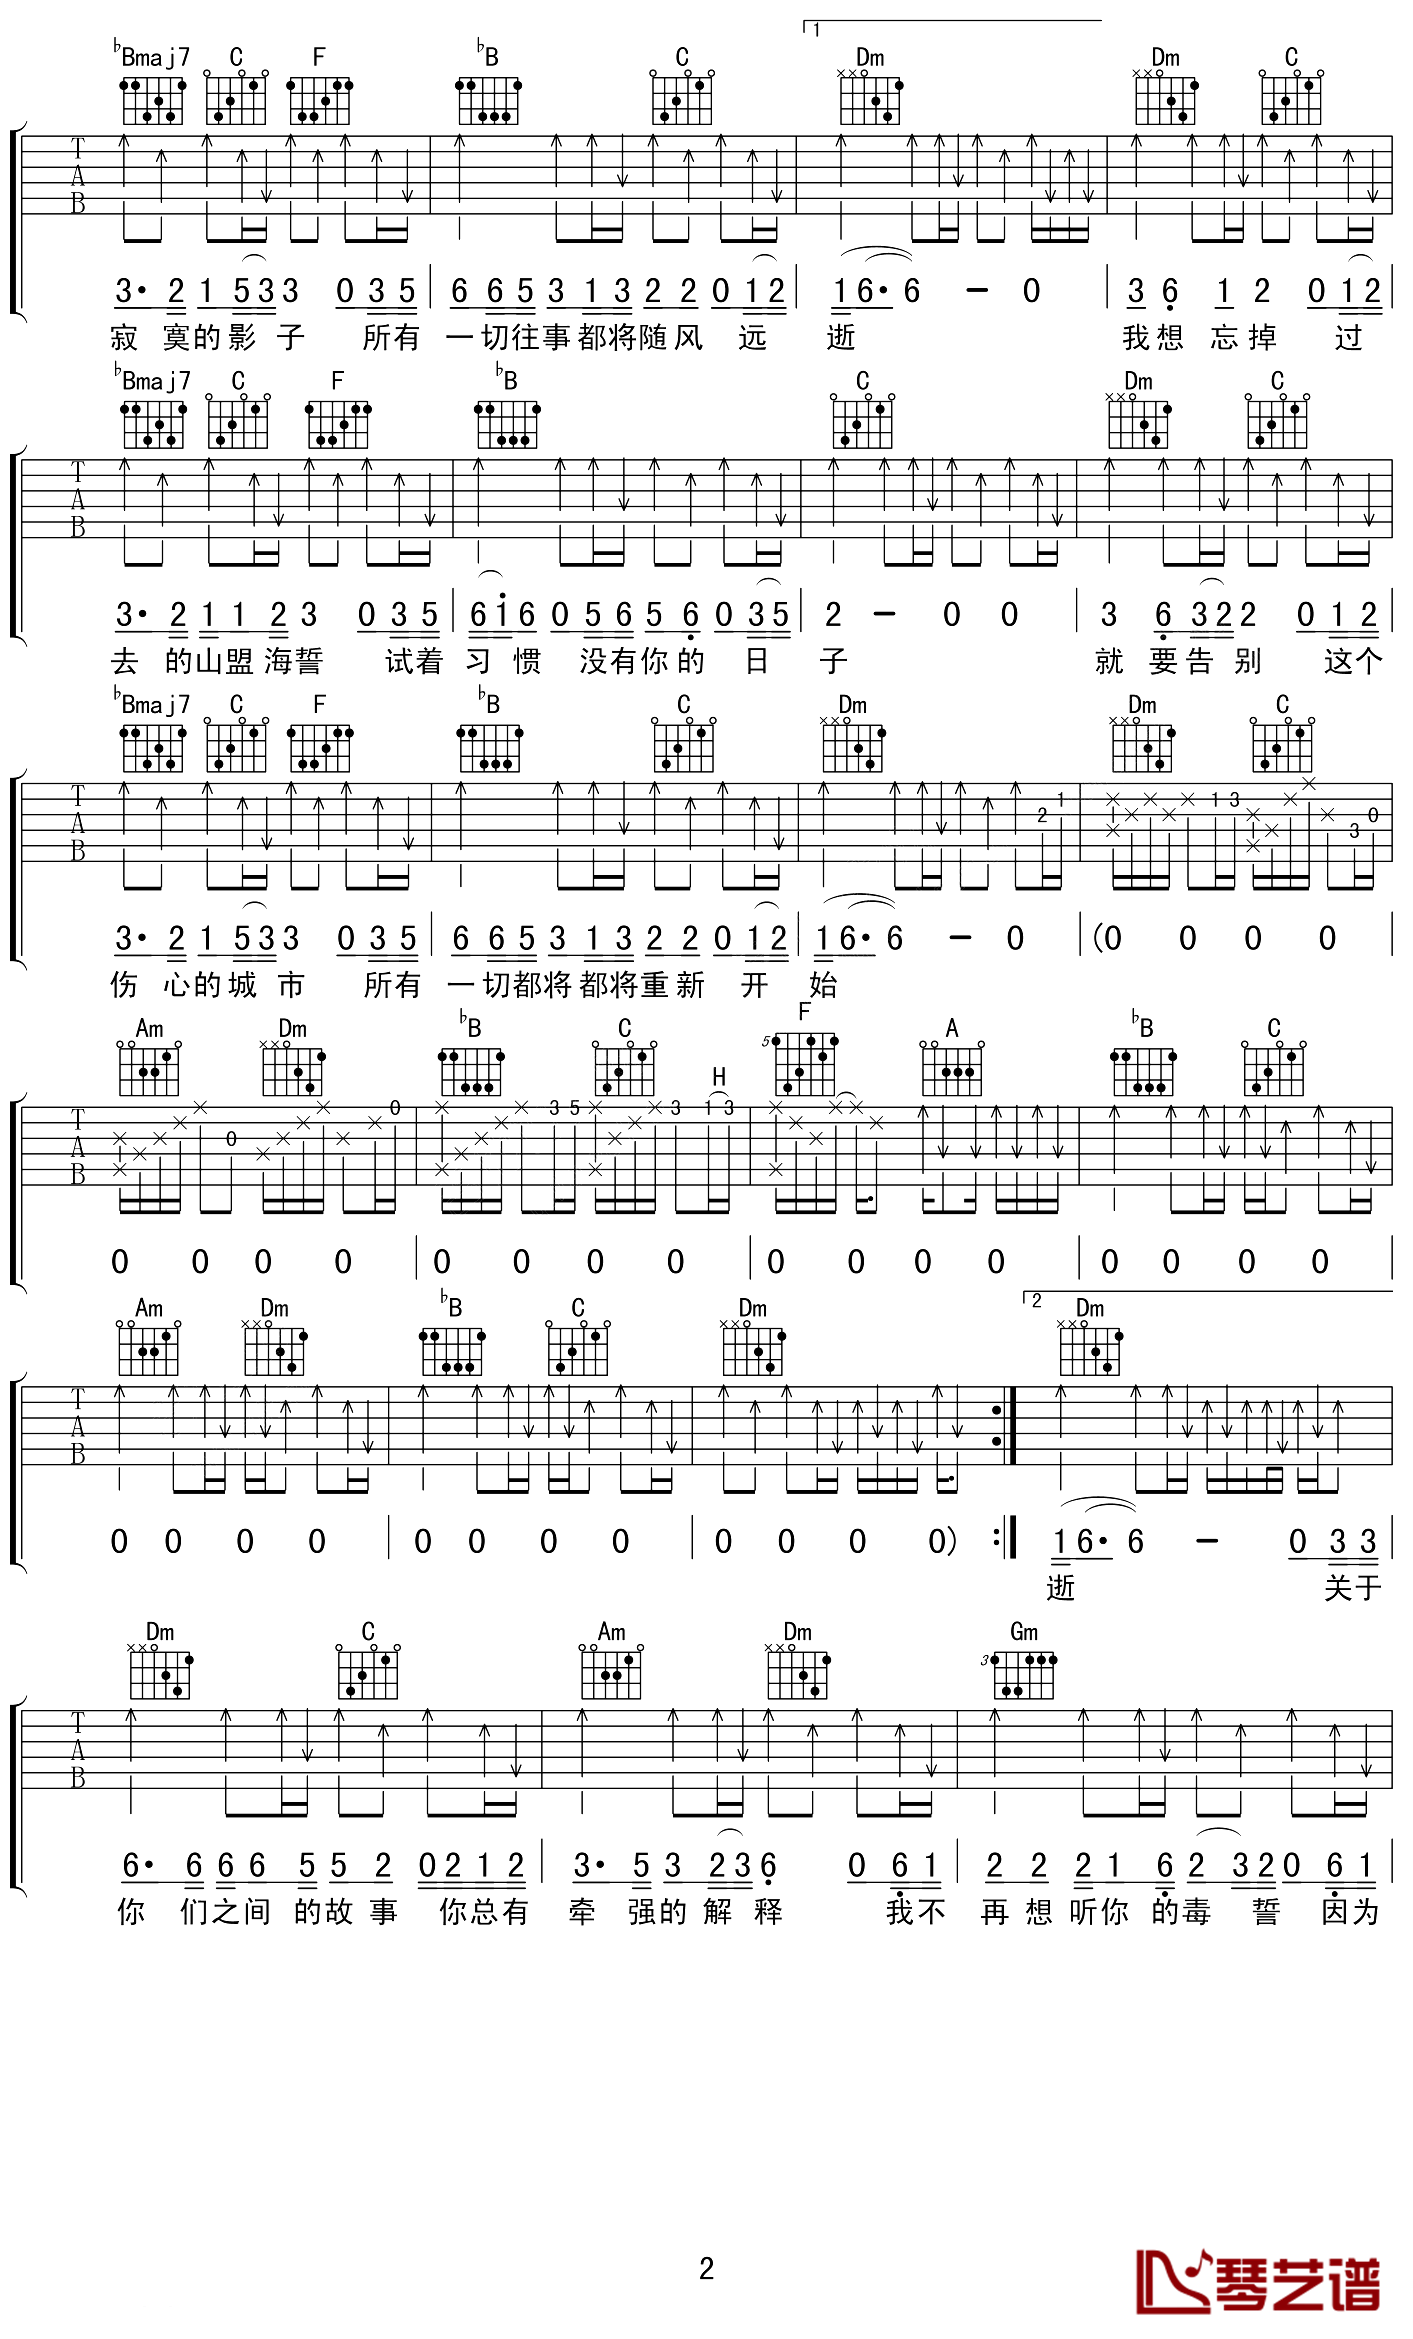 1
♭Bmaj7 C F ♭B C Dm Dm C
T
A
B
3· 2 1 5 3 3 0 3 5 | 6 6 5 3 1 3 2 2 0 1 2 | 1 6· 6 - 0 | 3 6 1 2 0 1 2
寂 寞的影 子 所有 一切往事都将随风 远 逝 我想 忘掉 过
♭Bmaj7 C F ♭B C Dm C
T
A
B
3· 2 1 1 2 3 0 3 5 | 6 1 6 0 5 6 5 6 0 3 5 | 2 - 0 0 | 3 6 3 2 2 0 1 2
去 的山盟 海誓 试着 习 惯 没有你的 日 子 就 要告 别 这个
♭Bmaj7 C F ♭B C Dm Dm C
T
A
B
2 1 1 3 3 0
3· 2 1 5 3 3 0 3 5 | 6 6 5 3 1 3 2 2 0 1 2 | 1 6· 6 - 0 | (0 0 0 0
伤 心的城 市 所有 一切都将都将重新 开 始
Am Dm ♭B C H F 5 A ♭B C
T
A
B
0 0 3 5 3 1 3
0 0 0 0 | 0 0 0 0 | 0 0 0 0 | 0 0 0 0
2
Am Dm ♭B C Dm Dm
T
A
B
0 0 0 0 | 0 0 0 0 | 0 0 0 0) :| 1 6· 6 - 0 3 3
逝 关于
Dm C Am Dm Gm 3
T
A
B
6· 6 6 6 5 5 2 0 2 1 2 | 3· 5 3 2 3 6 0 6 1 | 2 2 2 1 6 2 3 2 0 6 1
你 们之间 的故 事 你总有 牵 强的 解 释 我不 再 想 听你 的毒 誓 因为
2
琴艺谱